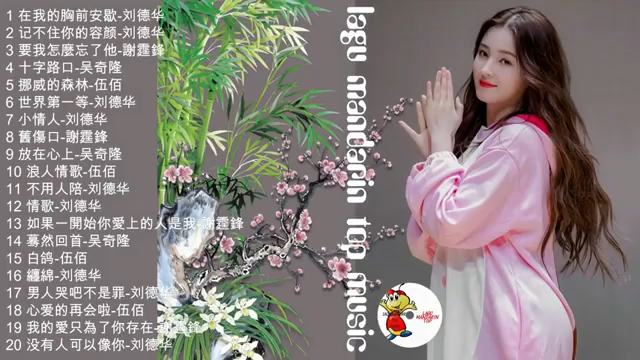 1 在我的胸前安歇-刘德华
2 记不住你的容颜-刘德华
3 要我怎麼忘了他-謝霆鋒
4 十字路口-吴奇隆
5 挪威的森林-伍佰
6 世界第一等-刘德华
7 小情人-刘德华
8 舊傷口-謝霆鋒
9 放在心上-吴奇隆
10 浪人情歌-伍佰
11 不用人陪-刘德华
12 情歌-刘德华
13 如果一開始你愛上的人是我-謝霆鋒
14 蓦然回首-吴奇隆
15 白鸽-伍佰
16 纏綿-刘德华
17 男人哭吧不是罪-刘德华
18 心爱的再会啦-伍佰
19 我的愛只為了你存在-謝霆鋒
20 没有人可以像你-刘德华
lagu mandarin top music
LAGU
MANDARIN
TOP